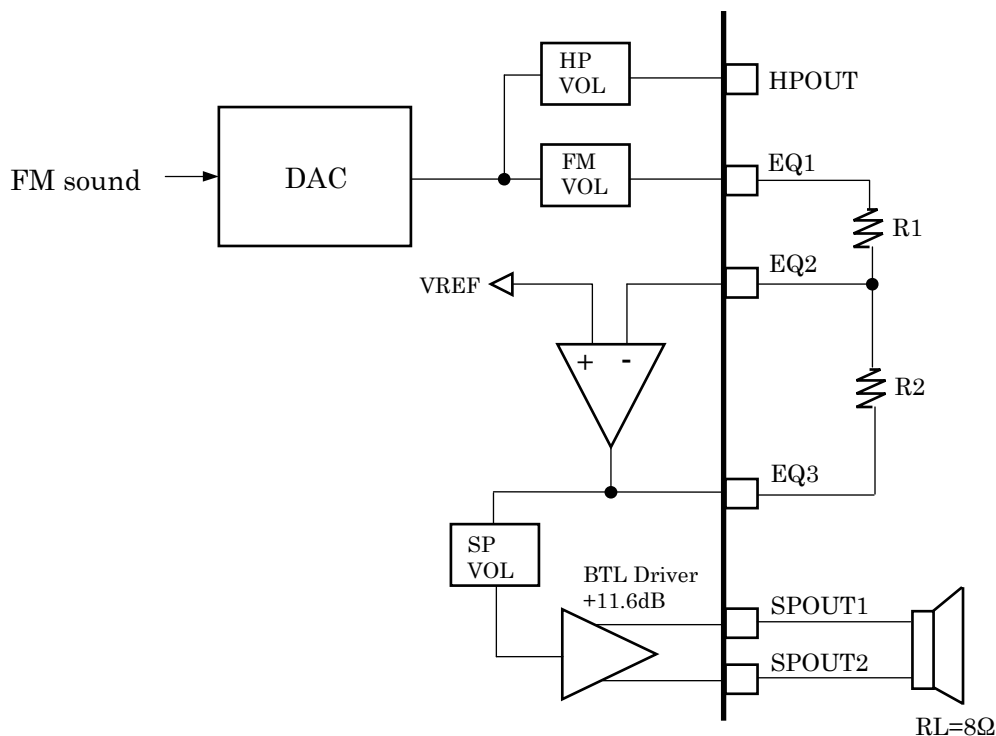 HP
VOL
HPOUT
FM sound
DAC
FM
VOL
EQ1
R1
EQ2
VREF
+ -
R2
EQ3
SP
VOL
BTL Driver
+11.6dB
SPOUT1
SPOUT2
RL=8Ω